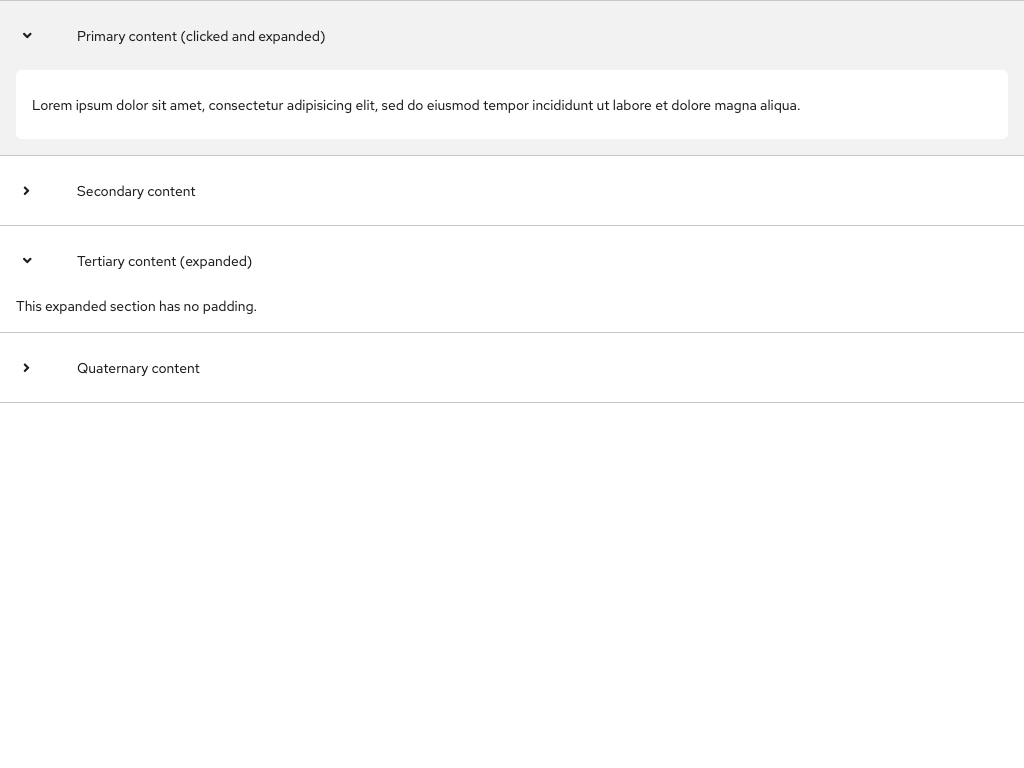 Primary content (clicked and expanded)
Lorem ipsum dolor sit amet, consectetur adipisicing elit, sed do eiusmod tempor incididunt ut labore et dolore magna aliqua.
Secondary content
Tertiary content (expanded)
This expanded section has no padding.
Quaternary content